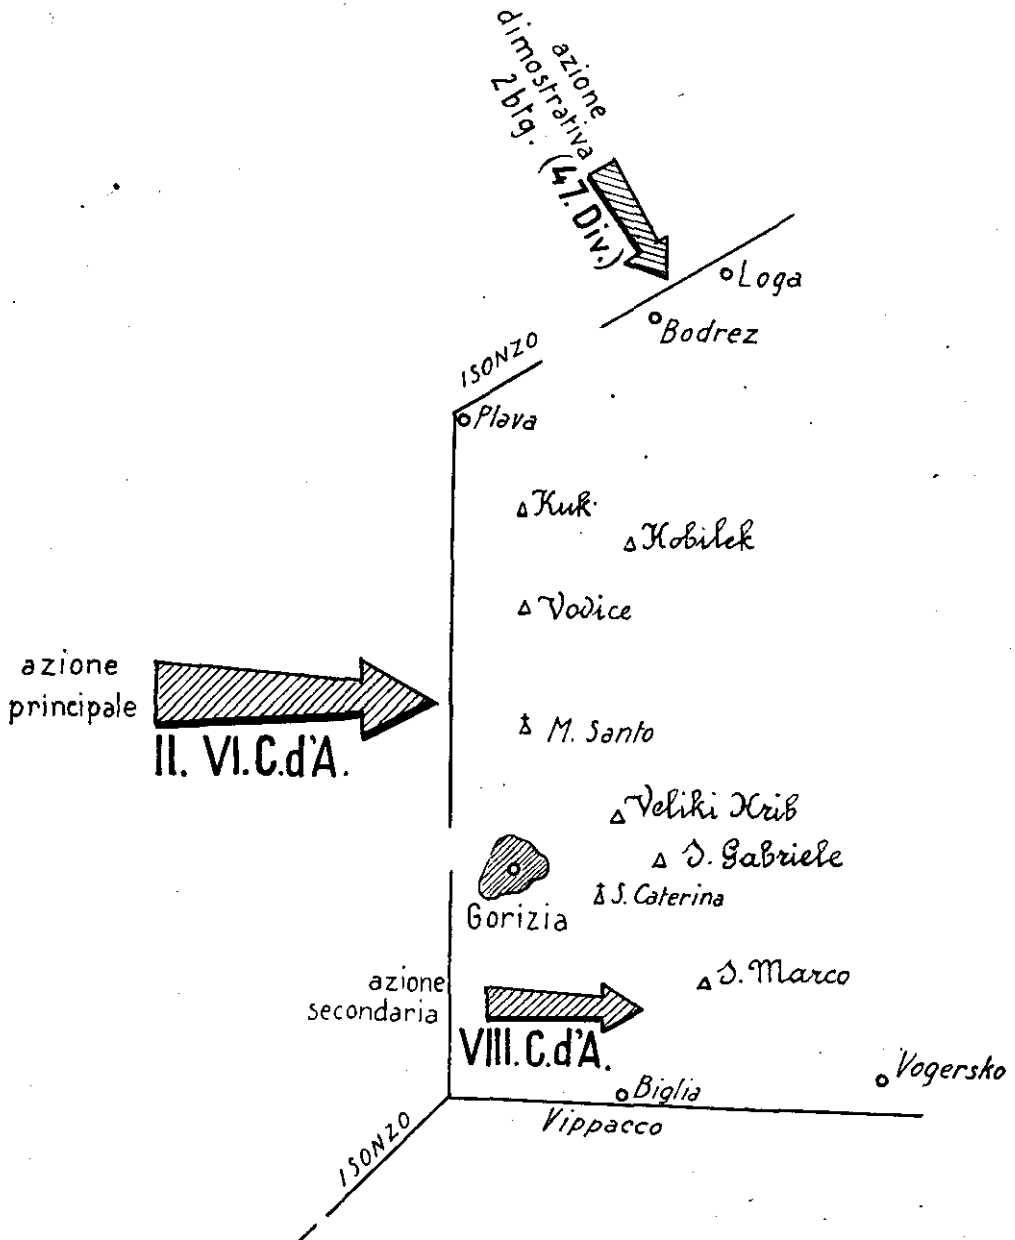 azione
dimostrativa
2 btg. (47. Div.)
Loga
Bodrez
ISONZO
Plava
Kuk
Kobilek
Vodice
azione
principale
II. VI. C.d'A.
M. Santo
Veliki Hrib
S. Gabriele
S. Caterina
Gorizia
S. Marco
azione
secondaria
VIII. C.d'A.
Vogersko
Biglia
Vippacco
ISONZO